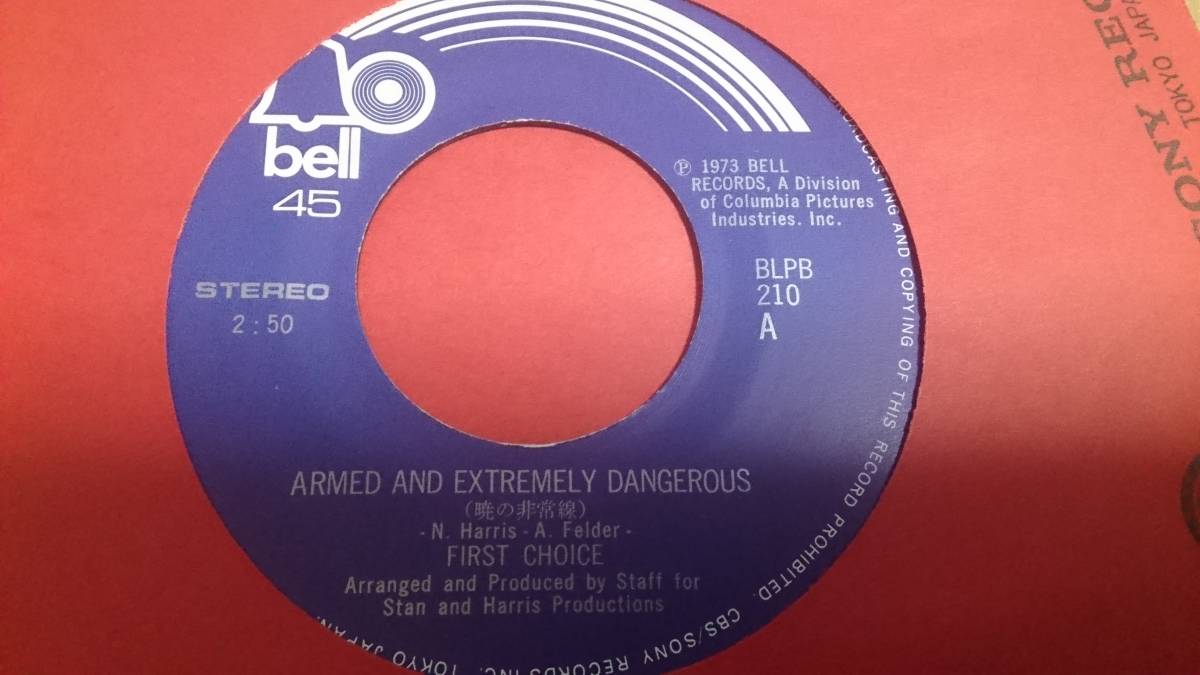 bell
45
℗ 1973 BELL
RECORDS, A Division
of Columbia Pictures
Industries. Inc.
STEREO
2:50
BLPB
210
A
ARMED AND EXTREMELY DANGEROUS
(暁の非常線)
- N. Harris - A. Felder -
FIRST CHOICE
Arranged and Produced by Staff for
Stan and Harris Productions
BROADCASTING AND COPYING OF THIS RECORD PROHIBITED. CBS/SONY RECORDS INC. TOKYO JAPAN.
SONY REC
TOKYO JAPA